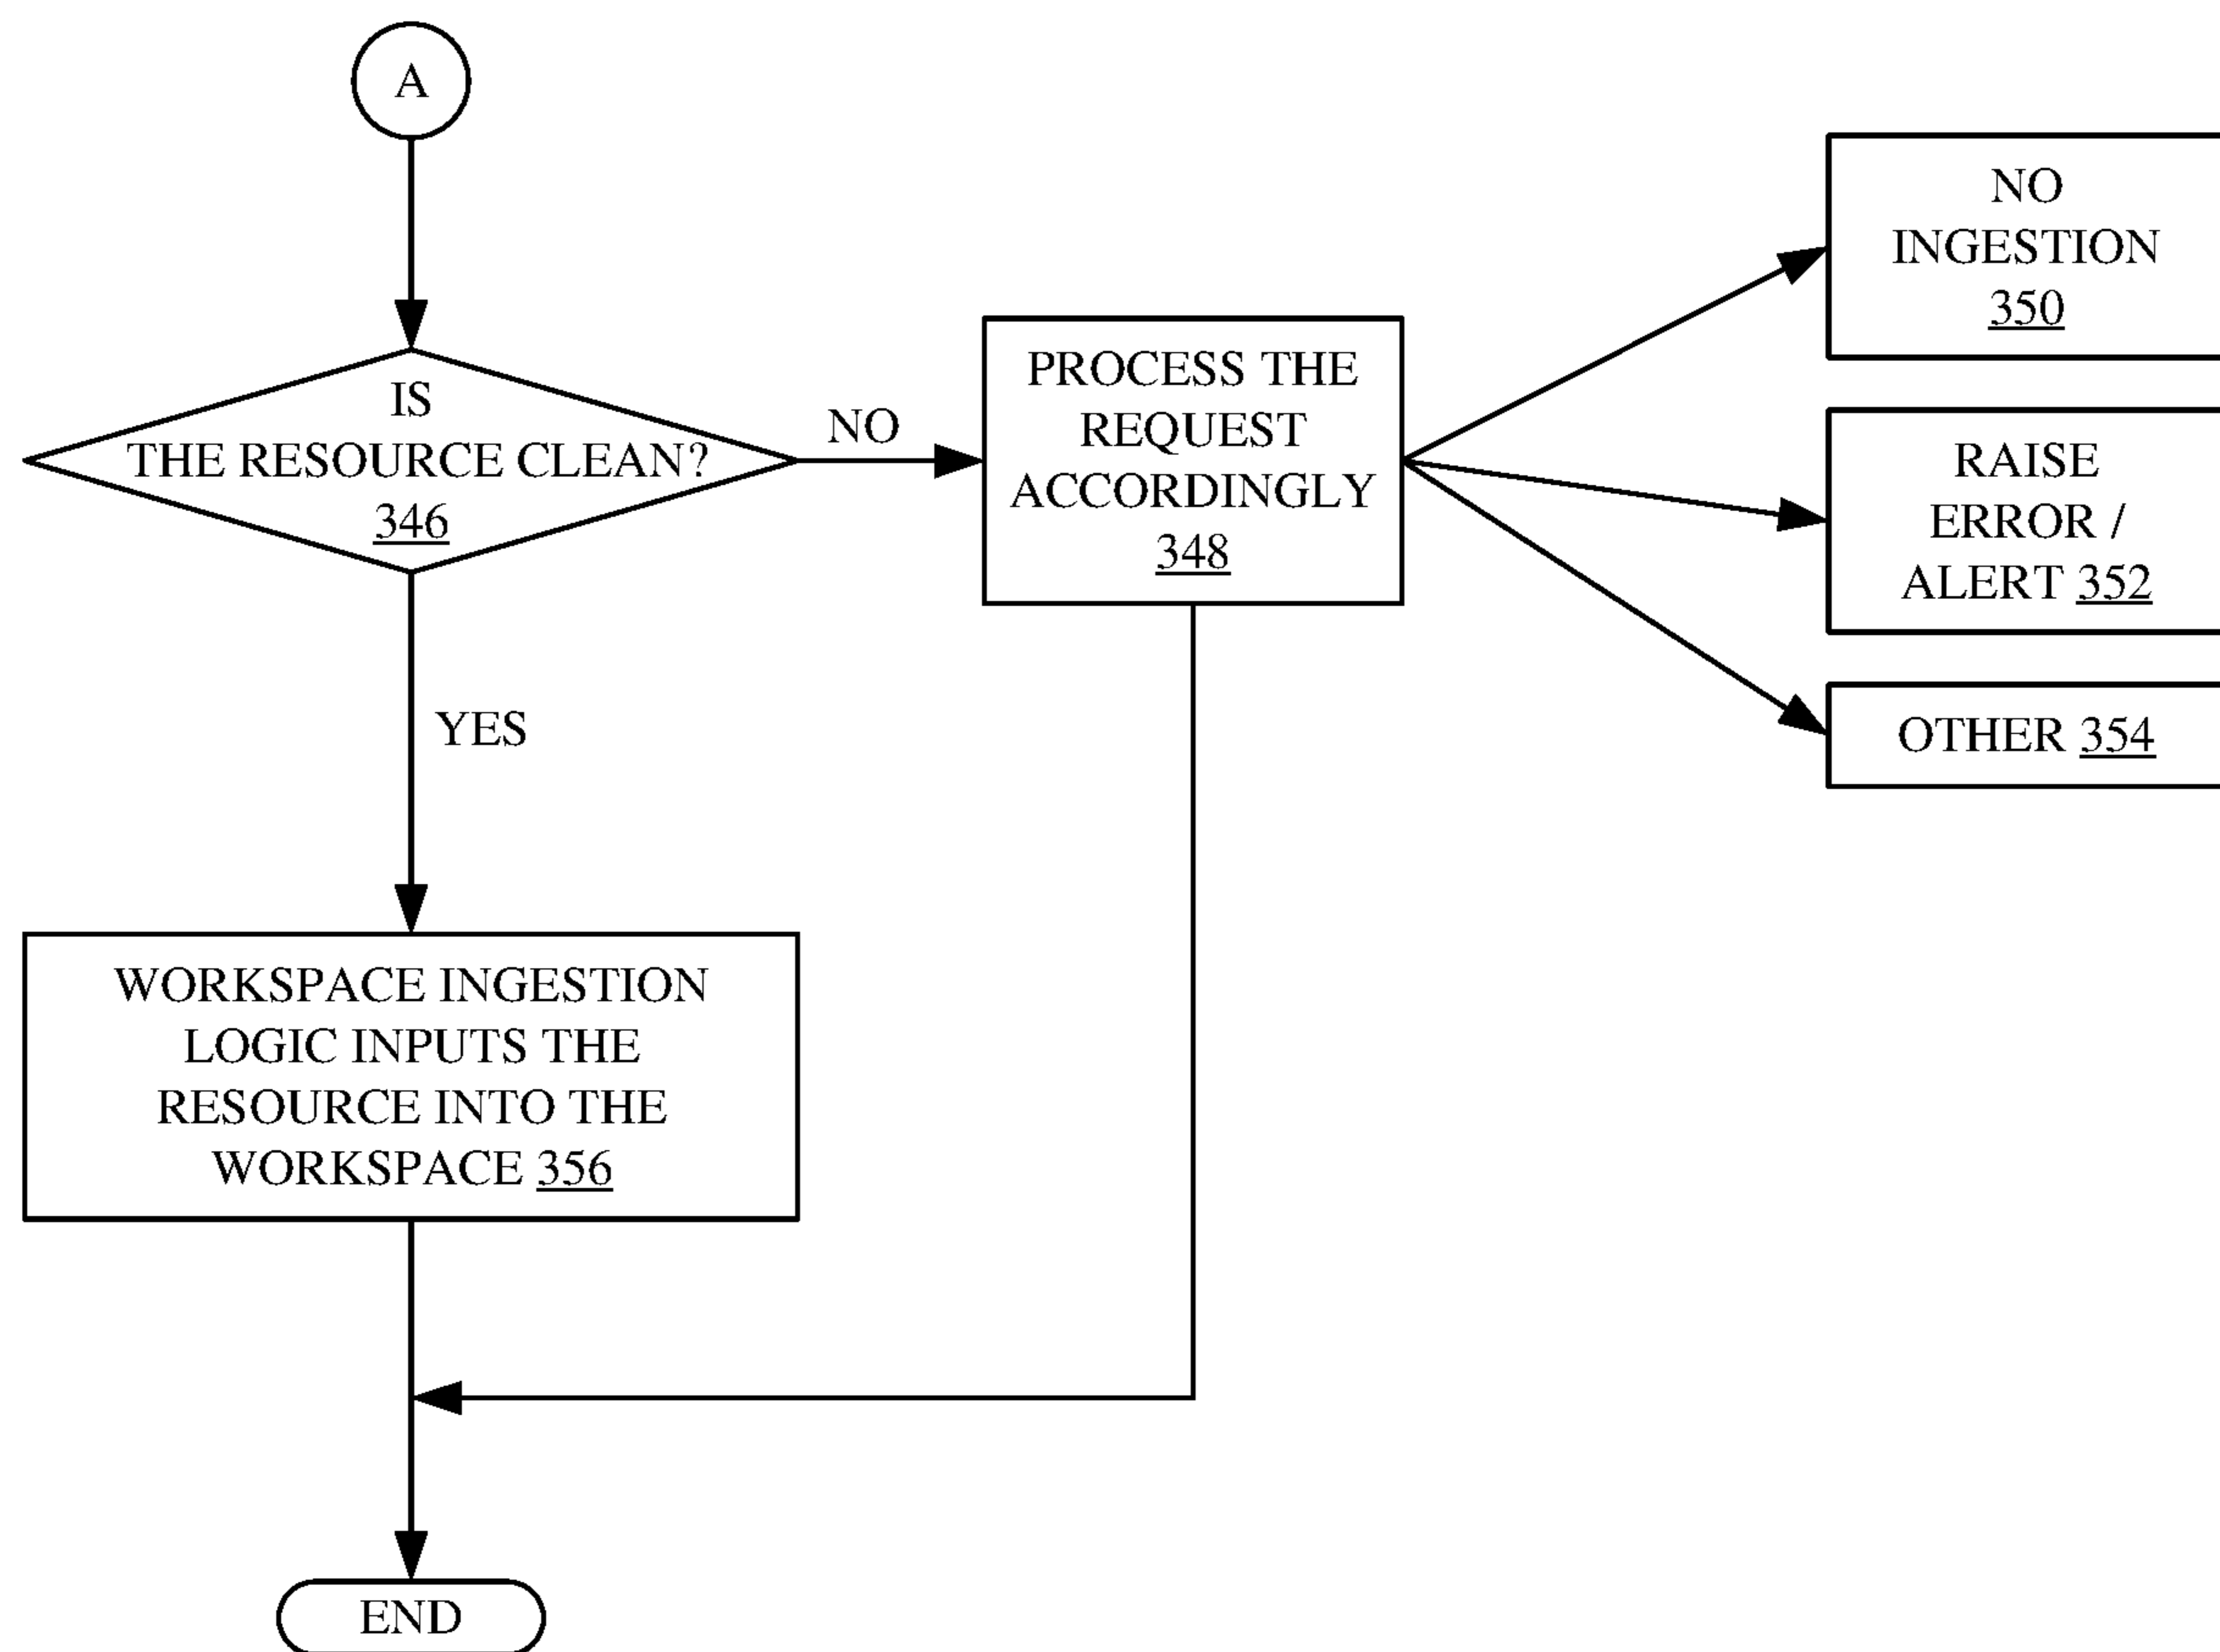 A
IS
THE RESOURCE CLEAN?
346
NO
PROCESS THE
REQUEST
ACCORDINGLY
348
NO
INGESTION
350
RAISE
ERROR /
ALERT 352
OTHER 354
YES
WORKSPACE INGESTION
LOGIC INPUTS THE
RESOURCE INTO THE
WORKSPACE 356
END